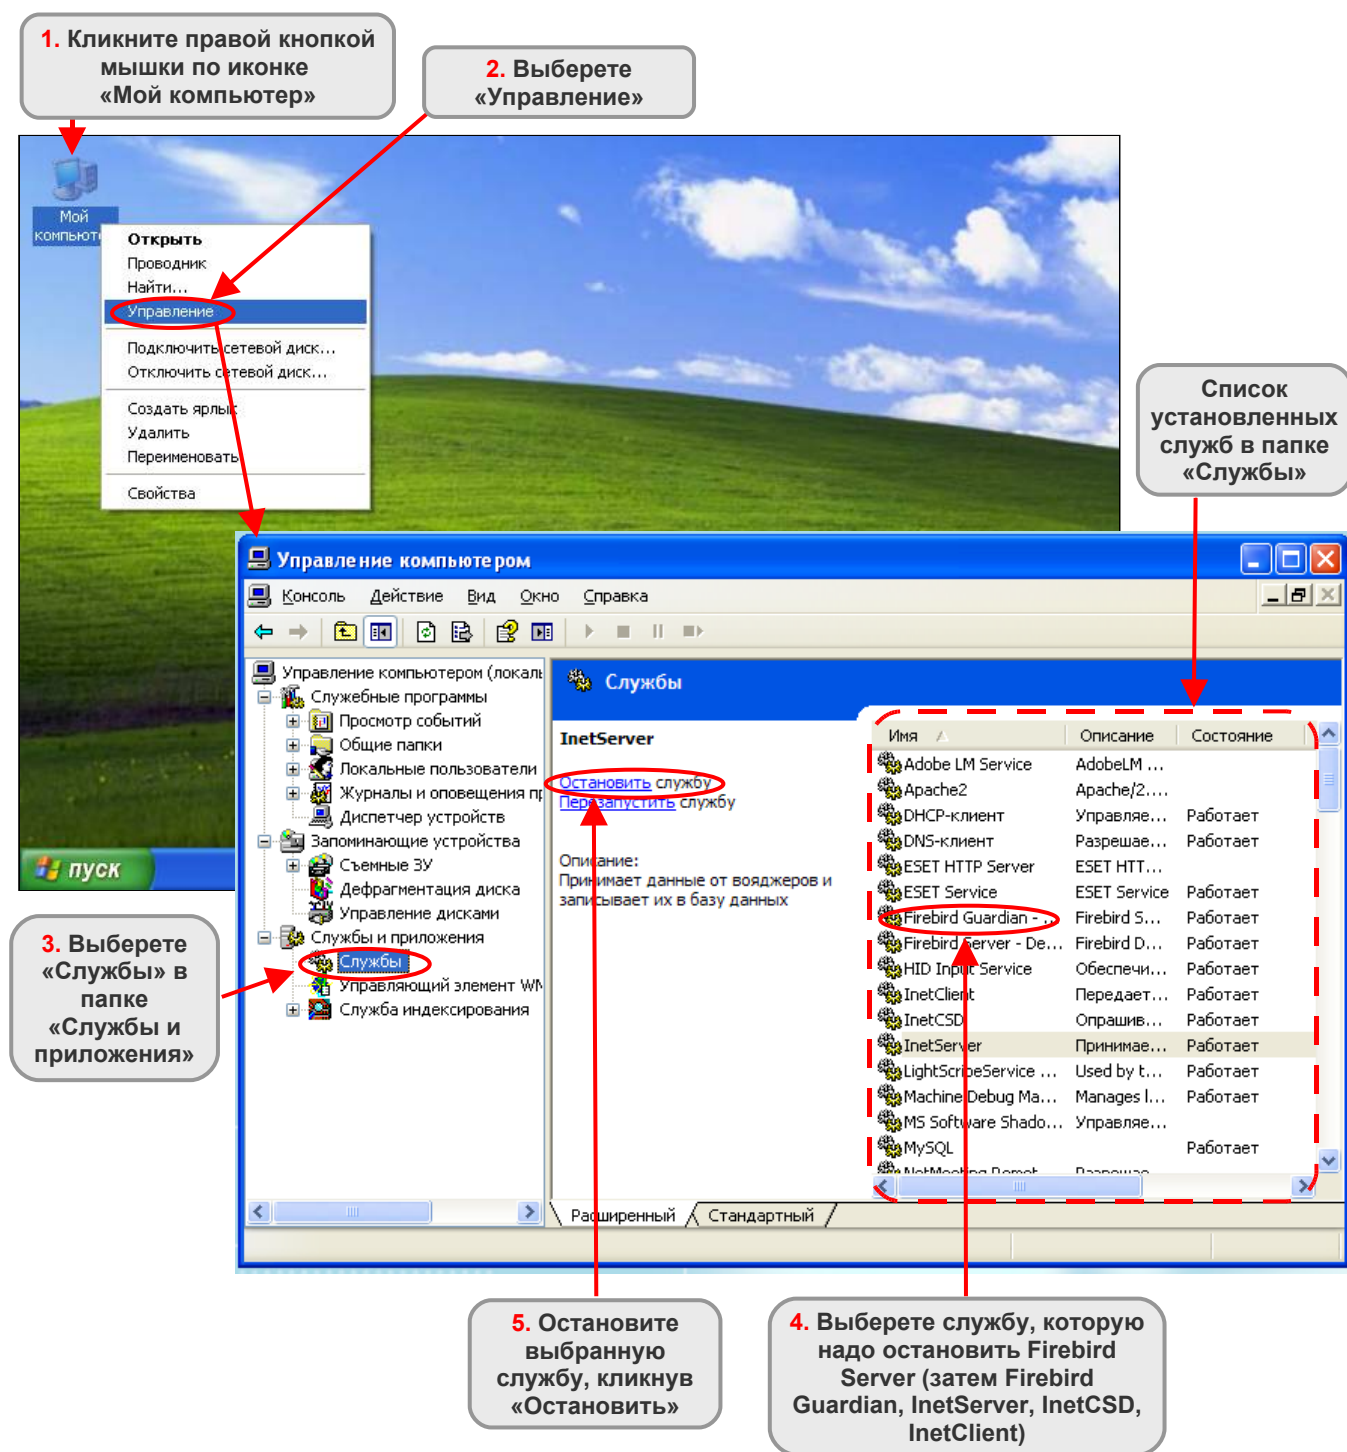 1. Кликните правой кнопкой
мышки по иконке
«Мой компьютер»
2. Выберете
«Управление»
Мой
Открыть
Проводник
Найти...
Управление
Подключить сетевой диск...
Отключить сетевой диск...
Создать ярлык
Удалить
Переименовать
Свойства
Список
установленных
служб в папке
«Службы»
пуск
Управление компьютером
Консоль Действие Вид Окно Справка
Управление компьютером (локаль
Служебные программы
Просмотр событий
Общие папки
Локальные пользователи
Журналы и оповещения пр
Диспетчер устройств
Запоминающие устройства
Съемные ЗУ
Дефрагментация диска
Управление дисками
Службы и приложения
Службы
Управляющий элемент WM
Служба индексирования
Службы
InetServer
Остановить службу
Перезапустить службу
Описание:
Принимает данные от вояджеров и
записывает их в базу данных
Имя Описание Состояние
Adobe LM Service AdobeLM ...
Apache2 Apache/2....
DHCP-клиент Управляе... Работает
DNS-клиент Разрешае... Работает
ESET HTTP Server ESET HTT...
ESET Service ESET Service Работает
Firebird Guardian - ... Firebird S... Работает
Firebird Server - De... Firebird D... Работает
HID Input Service Обеспечи... Работает
InetClient Передает... Работает
InetCSD Опрашив... Работает
InetServer Принимае... Работает
LightScribeService ... Used by t... Работает
Machine Debug Ma... Manages l... Работает
MS Software Shado... Управляе...
MySQL Работает
Расширенный Стандартный
3. Выберете
«Службы» в
папке
«Службы и
приложения»
5. Остановите
выбранную
службу, кликнув
«Остановить»
4. Выберете службу, которую
надо остановить Firebird
Server (затем Firebird
Guardian, InetServer, InetCSD,
InetClient)